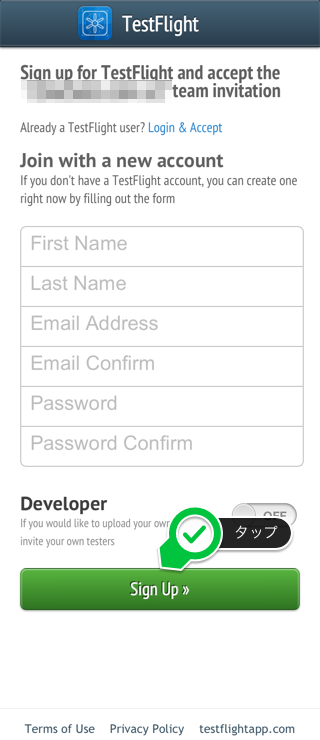 TestFlight
Sign up for TestFlight and accept the
team invitation
Already a TestFlight user? Login & Accept
Join with a new account
If you don't have a TestFlight account, you can create one
right now by filling out the form
First Name
Last Name
Email Address
Email Confirm
Password
Password Confirm
Developer
OFF
If you would like to upload your own
invite your own testers
タップ
Sign Up »
Terms of Use Privacy Policy testflightapp.com